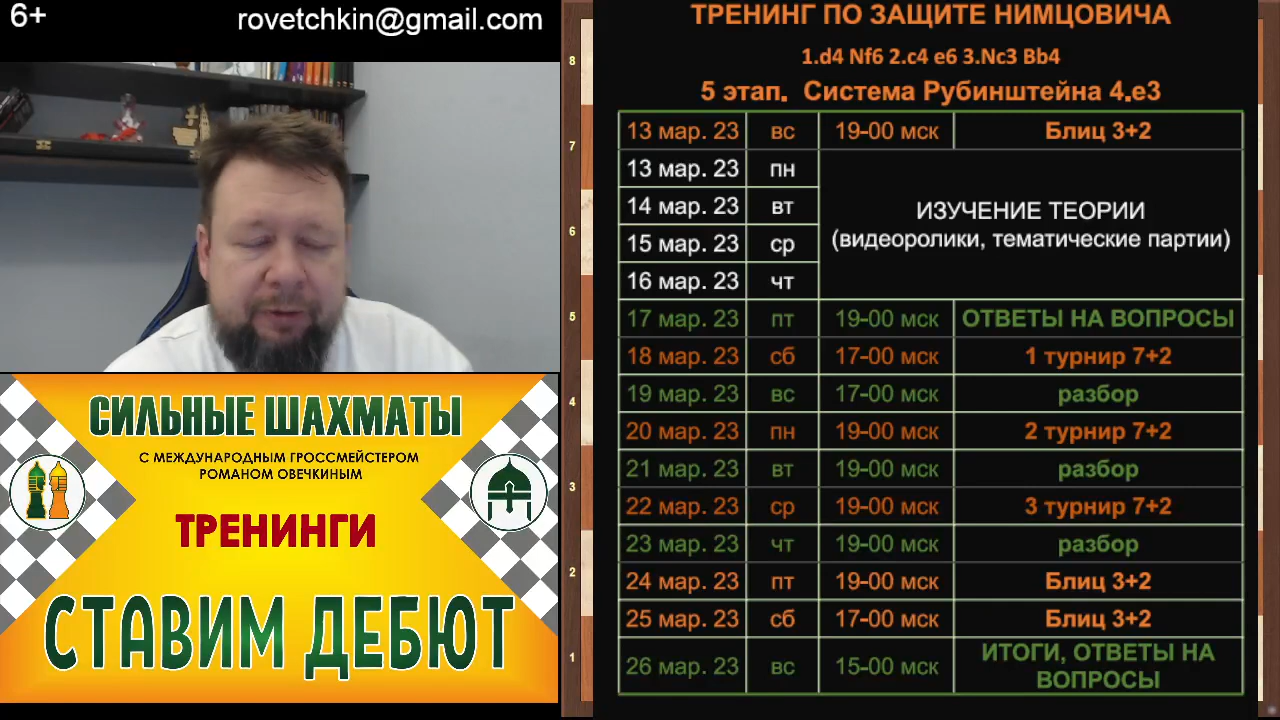 6+
rovetchkin@gmail.com
СИЛЬНЫЕ ШАХМАТЫ
С МЕЖДУНАРОДНЫМ ГРОССМЕЙСТЕРОМ
РОМАНОМ ОВЕЧКИНЫМ
ТРЕНИНГИ
СТАВИМ ДЕБЮТ
8
7
6
5
4
3
2
1
ТРЕНИНГ ПО ЗАЩИТЕ НИМЦОВИЧА
1.d4 Nf6 2.c4 e6 3.Nc3 Bb4
5 этап. Система Рубинштейна 4.e3
13 мар. 23 вс 19-00 мск Блиц 3+2
13 мар. 23 пн
14 мар. 23 вт
15 мар. 23 ср
16 мар. 23 чт
ИЗУЧЕНИЕ ТЕОРИИ
(видеоролики, тематические партии)
17 мар. 23 пт 19-00 мск ОТВЕТЫ НА ВОПРОСЫ
18 мар. 23 сб 17-00 мск 1 турнир 7+2
19 мар. 23 вс 17-00 мск разбор
20 мар. 23 пн 19-00 мск 2 турнир 7+2
21 мар. 23 вт 19-00 мск разбор
22 мар. 23 ср 19-00 мск 3 турнир 7+2
23 мар. 23 чт 19-00 мск разбор
24 мар. 23 пт 19-00 мск Блиц 3+2
25 мар. 23 сб 17-00 мск Блиц 3+2
26 мар. 23 вс 15-00 мск ИТОГИ, ОТВЕТЫ НА
ВОПРОСЫ